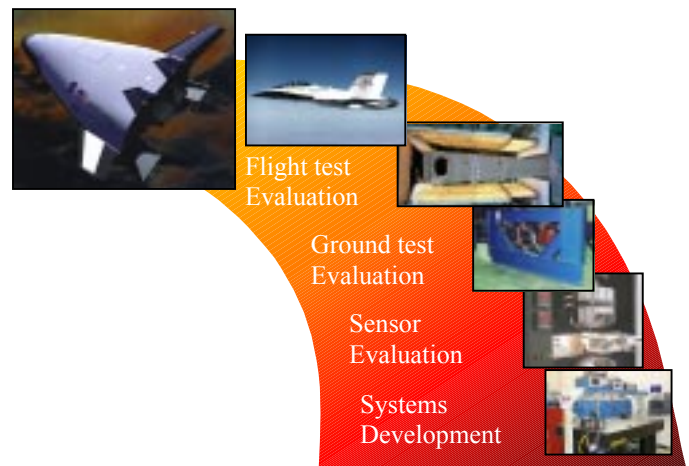 Flight test
Evaluation
Ground test
Evaluation
Sensor
Evaluation
Systems
Development